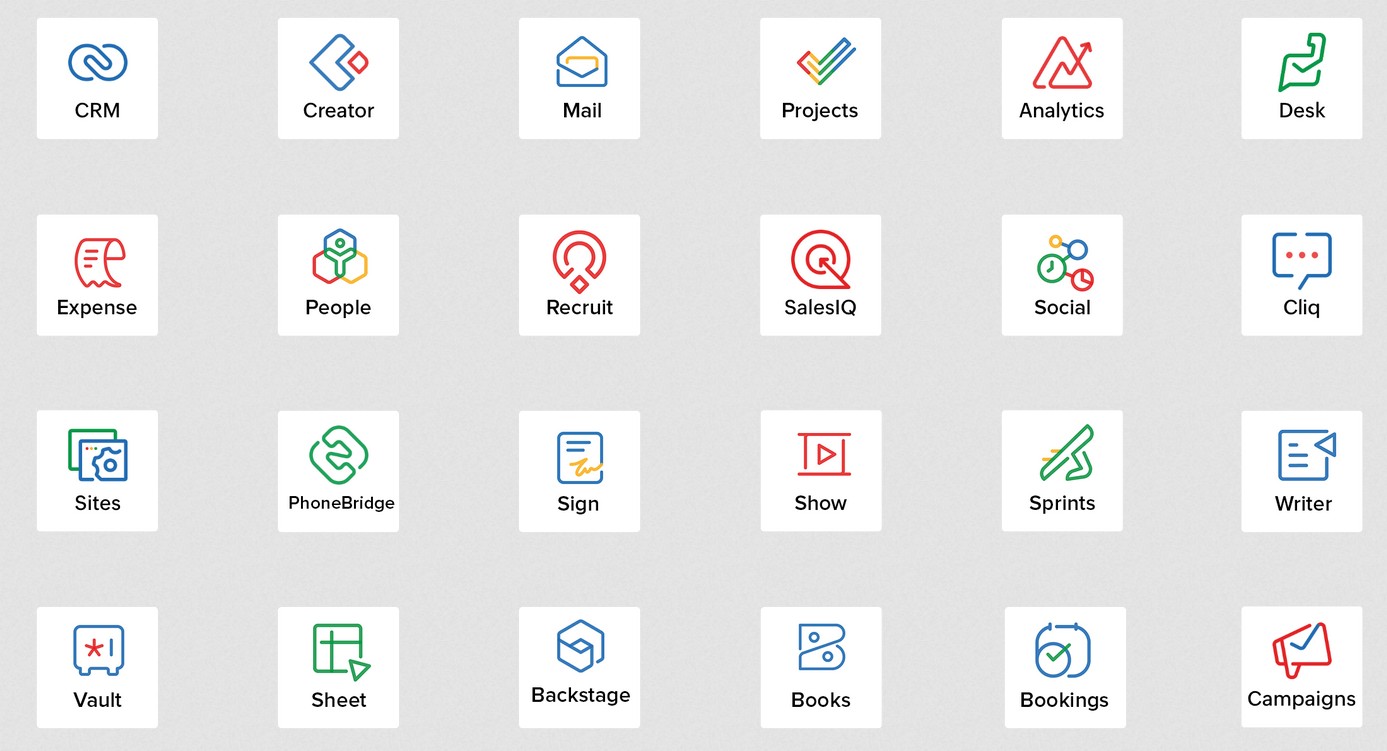 CRM
Creator
Mail
Projects
Analytics
Desk
Expense
People
Recruit
SalesIQ
Social
Cliq
Sites
PhoneBridge
Sign
Show
Sprints
Writer
Vault
Sheet
Backstage
Books
Bookings
Campaigns